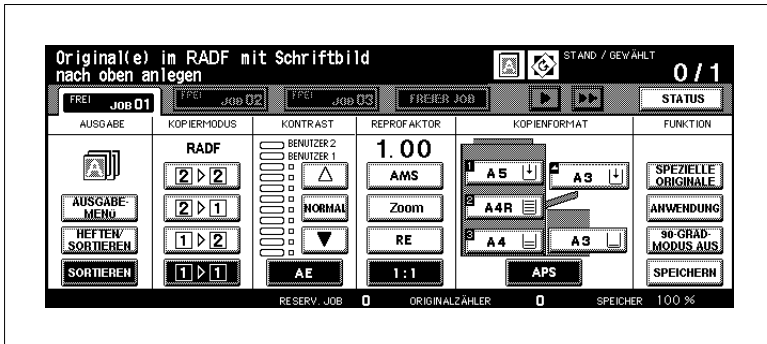 Original(e) im RADF mit Schriftbild
nach oben anlegen
STAND / GEWÄHLT
0 / 1
FREI JOB 01
FREI JOB 02
FREI JOB 03
FREIER JOB
STATUS
AUSGABE
KOPIERMODUS
KONTRAST
REPROFAKTOR
KOPIENFORMAT
FUNKTION
AUSGABE-
MENÜ
HEFTEN/
SORTIEREN
SORTIEREN
RADF
2 ▷ 2
2 ▷ 1
1 ▷ 2
1 ▷ 1
BENUTZER 2
BENUTZER 1
NORMAL
AE
1.00
AMS
Zoom
RE
1:1
1 A5
A3
2 A4R
3 A4
A3
APS
SPEZIELLE
ORIGINALE
ANWENDUNG
90-GRAD-
MODUS AUS
SPEICHERN
RESERV. JOB 0 ORIGINALZÄHLER 0 SPEICHER 100 %